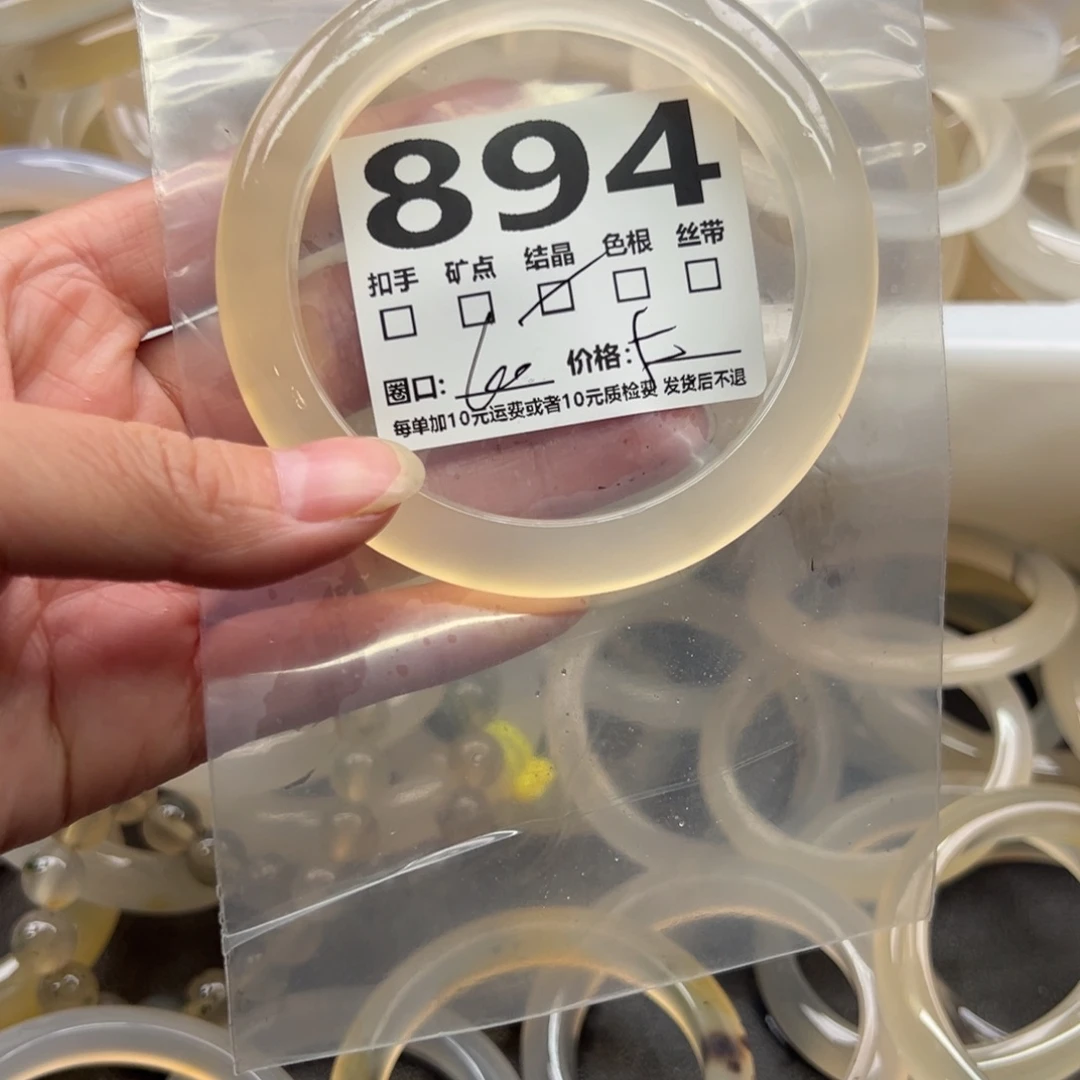 894
扣手 矿点 结晶 色根 丝带
圈口: 价格:
每单加10元运费或者10元质检费 发货后不退